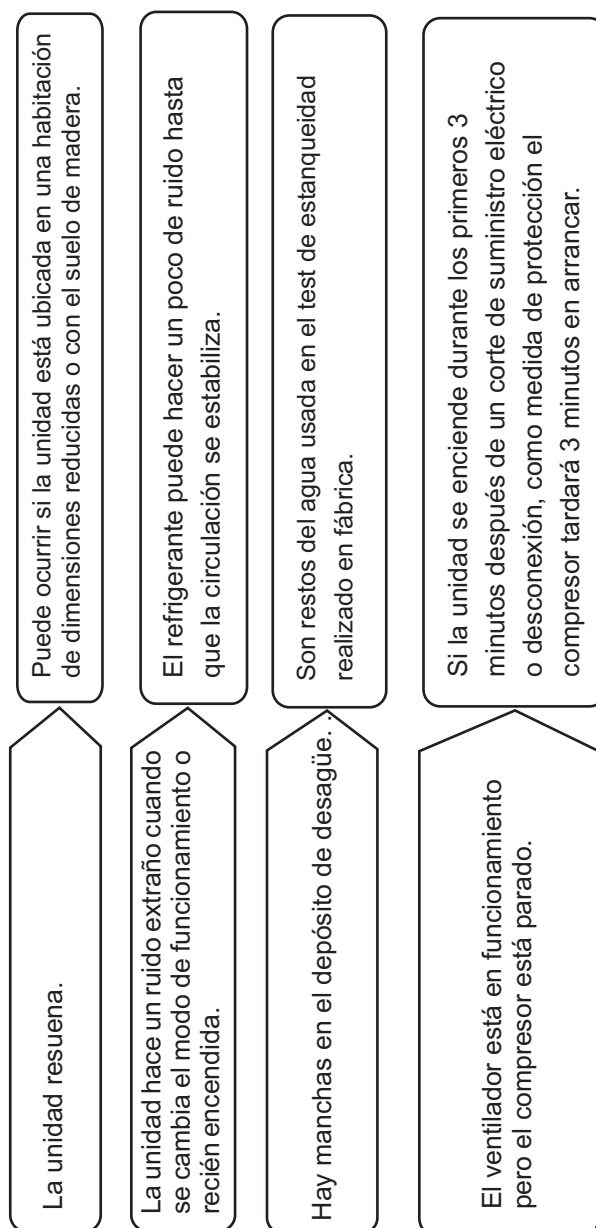 La unidad resuena.
Puede ocurrir si la unidad está ubicada en una habitación
de dimensiones reducidas o con el suelo de madera.
La unidad hace un ruido extraño cuando
se cambia el modo de funcionamiento o
recién encendida.
El refrigerante puede hacer un poco de ruido hasta
que la circulación se estabiliza.
Hay manchas en el depósito de desagüe. .
Son restos del agua usada en el test de estanqueidad
realizado en fábrica.
El ventilador está en funcionamiento
pero el compresor está parado.
Si la unidad se enciende durante los primeros 3
minutos después de un corte de suministro eléctrico
o desconexión, como medida de protección el
compresor tardará 3 minutos en arrancar.